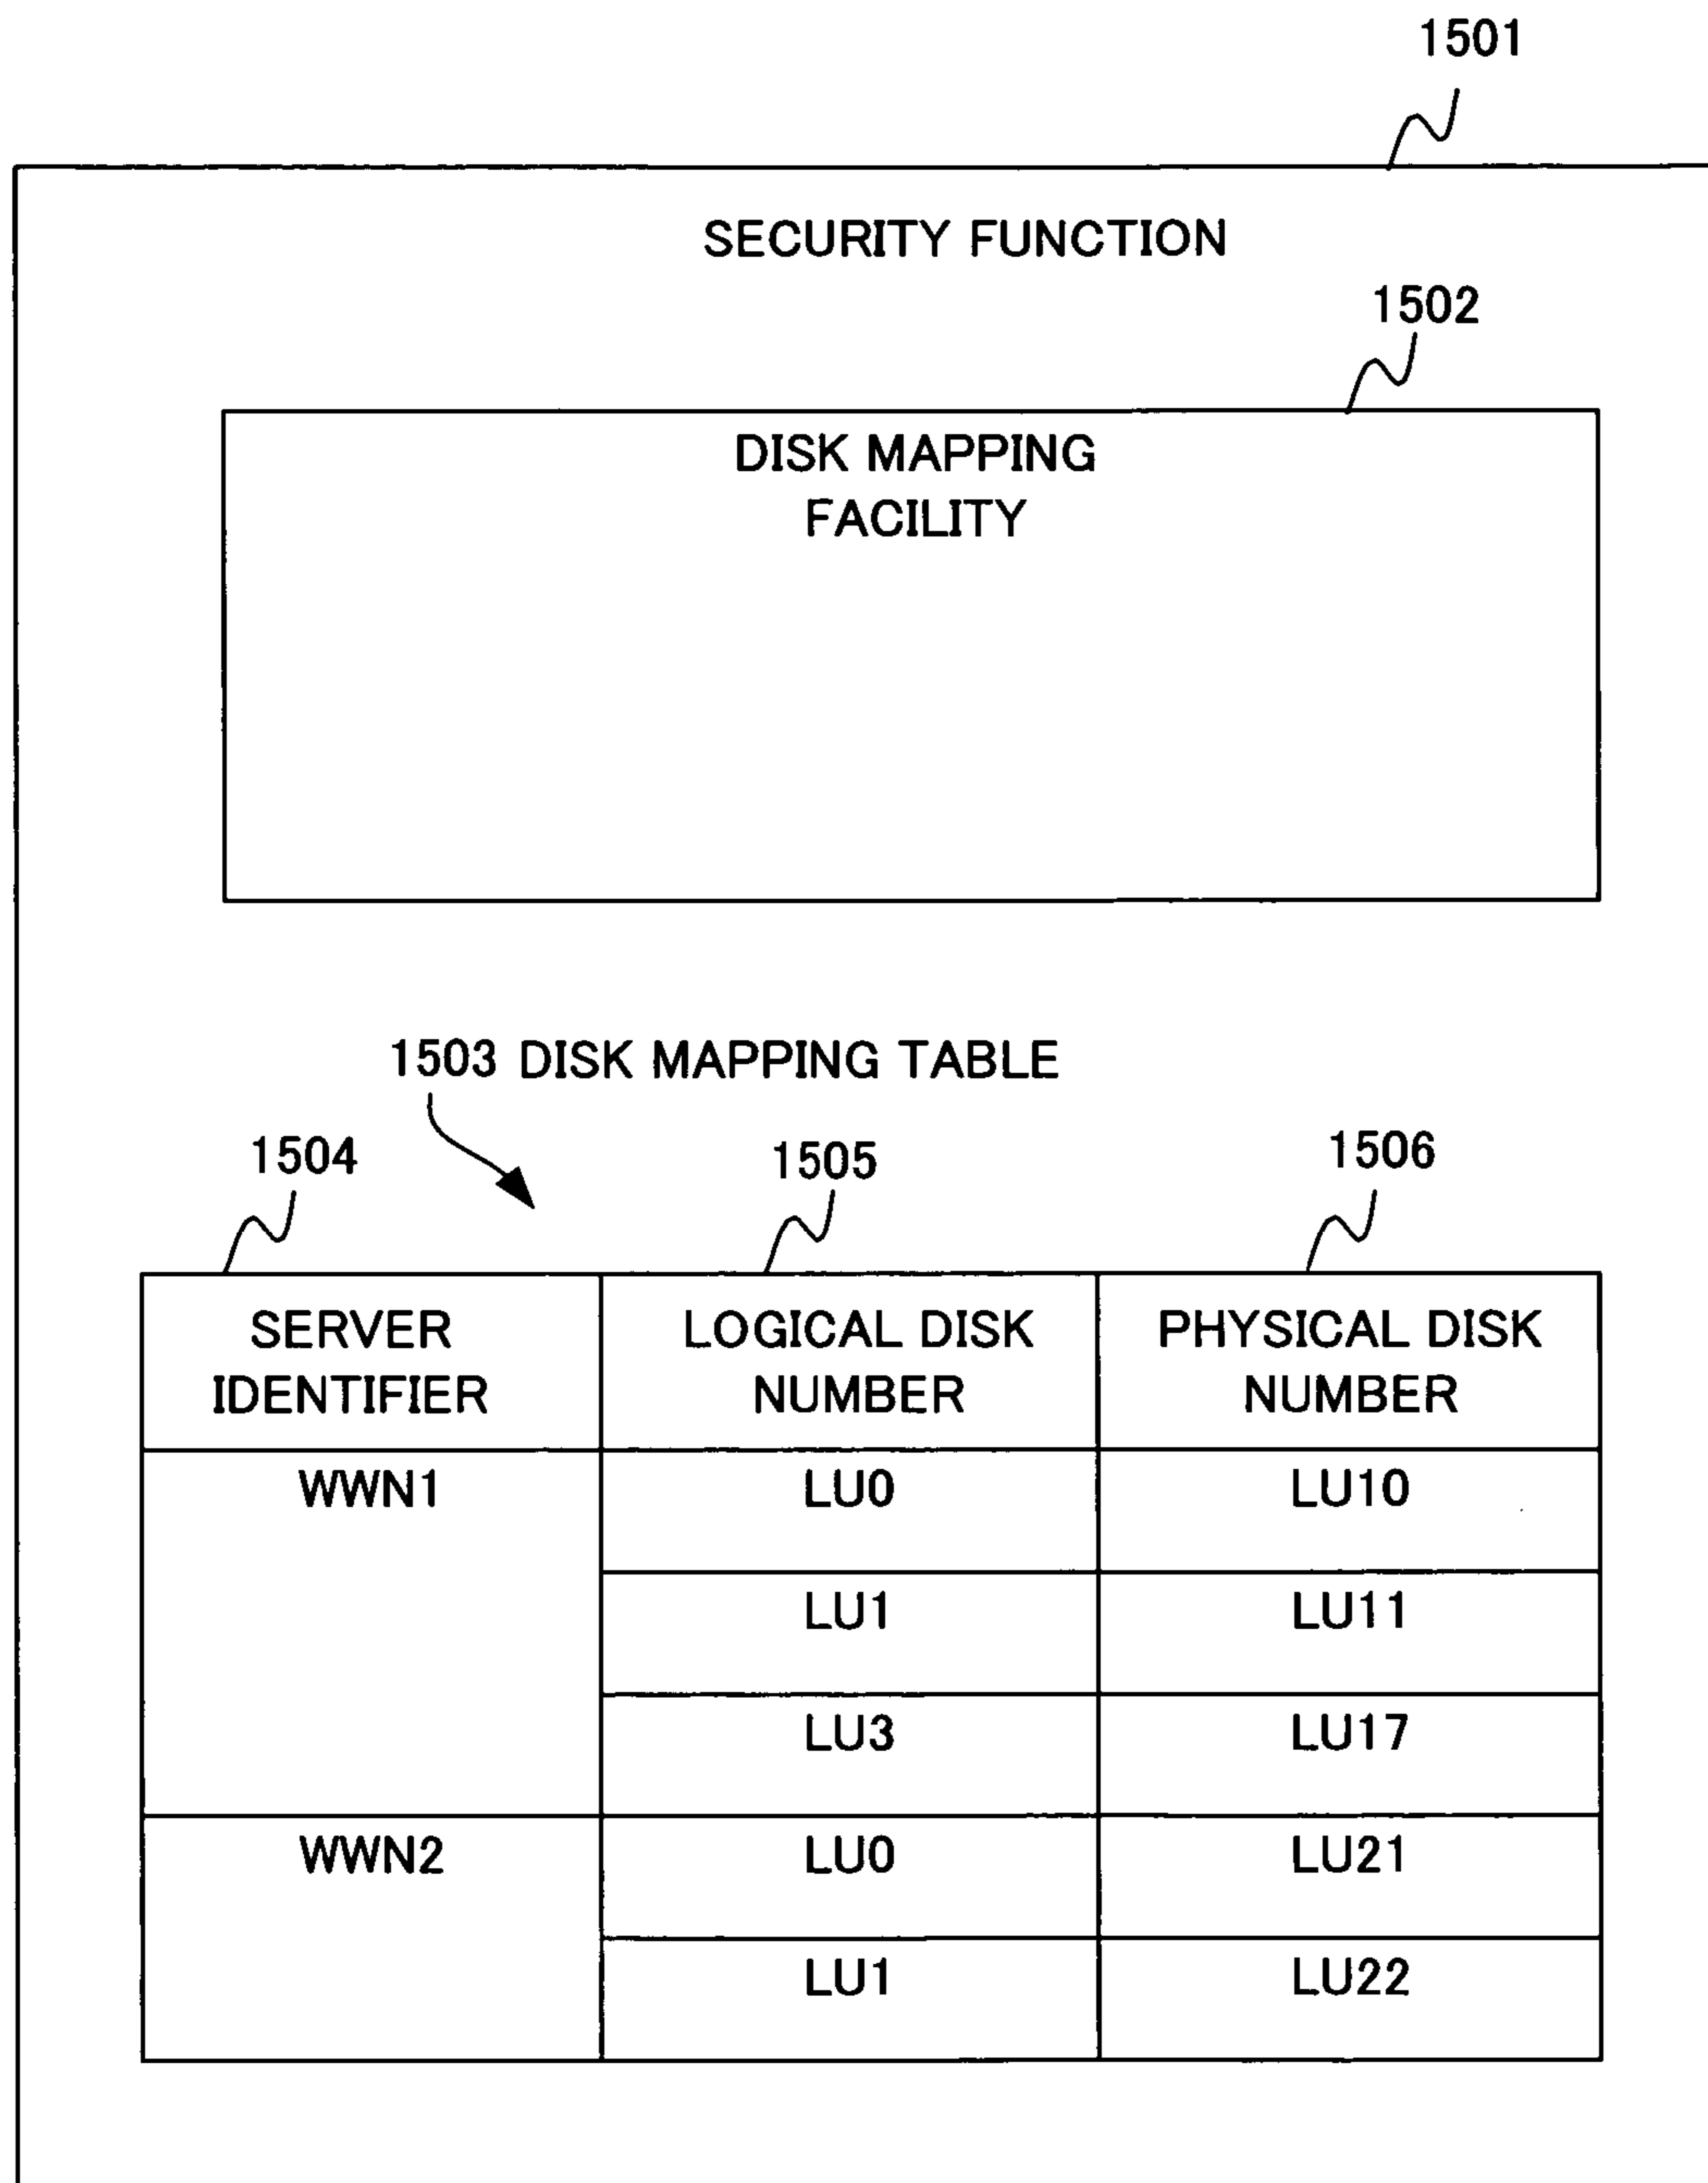 1501
SECURITY FUNCTION
1502
DISK MAPPING
FACILITY
1503 DISK MAPPING TABLE
1504
1505
1506
SERVER
IDENTIFIER
LOGICAL DISK
NUMBER
PHYSICAL DISK
NUMBER
WWN1
LU0
LU10
LU1
LU11
LU3
LU17
WWN2
LU0
LU21
LU1
LU22